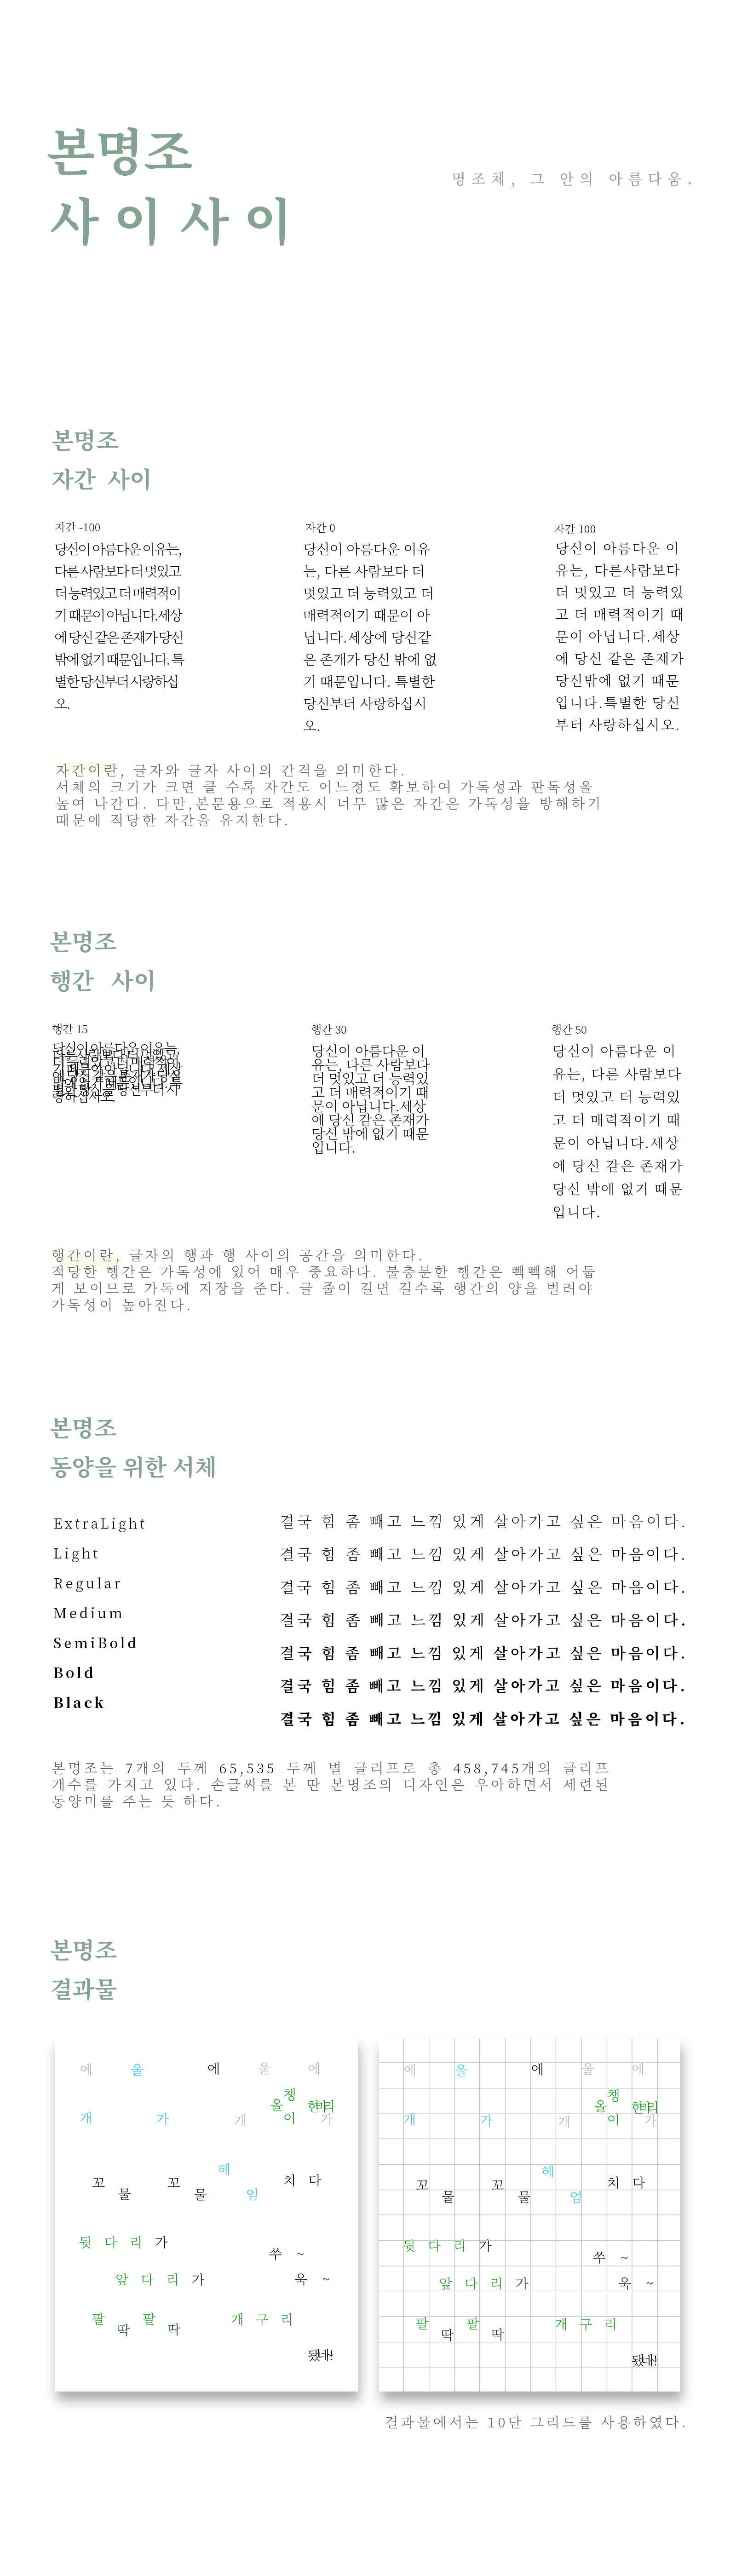 본명조
사이사이
명조체, 그 안의 아름다움.
본명조
자간 사이
자간 -100
당신이 아름다운 이유는,
다른 사람보다 더 멋있고
더 능력있고 더 매력적이
기 때문이 아닙니다.세상
에 당신 같은 존재가 당신
밖에 없기 때문입니다. 특
별한 당신부터 사랑하십
오.
자간 0
당신이 아름다운 이유
는, 다른 사람보다 더
멋있고 더 능력있고 더
매력적이기 때문이 아
닙니다.세상에 당신같
은 존개가 당신 밖에 없
기 때문입니다. 특별한
당신부터 사랑하십시
오.
자간 100
당신이 아름다운 이
유는, 다른사람보다
더 멋있고 더 능력있
고 더 매력적이기 때
문이 아닙니다.세상
에 당신 같은 존재가
당신밖에 없기 때문
입니다.특별한 당신
부터 사랑하십시오.
자간이란, 글자와 글자 사이의 간격을 의미한다.
서체의 크기가 크면 클 수록 자간도 어느정도 확보하여 가독성과 판독성을
높여 나간다. 다만,본문용으로 적용시 너무 많은 자간은 가독성을 방해하기
때문에 적당한 자간을 유지한다.
본명조
행간 사이
행간 15
당신이 아름다운 이유는,
행간 30
당신이 아름다운 이
유는, 다른 사람보다
더 멋있고 더 능력있
고 더 매력적이기 때
문이 아닙니다.세상
에 당신 같은 존재가
당신 밖에 없기 때문
입니다.
행간 50
당신이 아름다운 이
유는, 다른 사람보다
더 멋있고 더 능력있
고 더 매력적이기 때
문이 아닙니다.세상
에 당신 같은 존재가
당신 밖에 없기 때문
입니다.
행간이란, 글자의 행과 행 사이의 공간을 의미한다.
적당한 행간은 가독성에 있어 매우 중요하다. 불충분한 행간은 빽빽해 어둡
게 보이므로 가독에 지장을 준다. 글 줄이 길면 길수록 행간의 양을 벌려야
가독성이 높아진다.
본명조
동양을 위한 서체
ExtraLight 결국 힘 좀 빼고 느낌 있게 살아가고 싶은 마음이다.
Light 결국 힘 좀 빼고 느낌 있게 살아가고 싶은 마음이다.
Regular 결국 힘 좀 빼고 느낌 있게 살아가고 싶은 마음이다.
Medium 결국 힘 좀 빼고 느낌 있게 살아가고 싶은 마음이다.
SemiBold 결국 힘 좀 빼고 느낌 있게 살아가고 싶은 마음이다.
Bold 결국 힘 좀 빼고 느낌 있게 살아가고 싶은 마음이다.
Black 결국 힘 좀 빼고 느낌 있게 살아가고 싶은 마음이다.
본명조는 7개의 두께 65,535 두께 별 글리프로 총 458,745개의 글리프
개수를 가지고 있다. 손글씨를 본 딴 본명조의 디자인은 우아하면서 세련된
동양미를 주는 듯 하다.
본명조
결과물
에 울 에 울 에
올챙이 한마리
개 가 개 가
꼬물 꼬물 헤엄 치다
뒷다리가
쑤 ~
앞다리가
욱 ~
팔딱 팔딱 개구리
됐네!
에 울 에 울 에
올챙이 한마리
개 가 개 가
꼬물 꼬물 헤엄 치다
뒷다리가
쑤 ~
앞다리가
욱 ~
팔딱 팔딱 개구리
됐네!
결과물에서는 10단 그리드를 사용하였다.